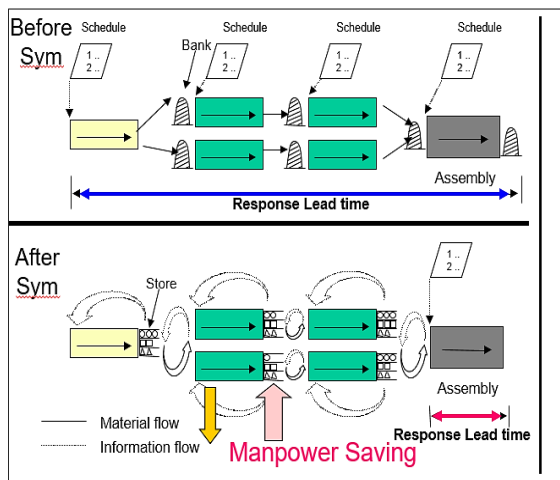 Before
Sym
Schedule
Schedule
Schedule
Schedule
Bank
1 ..
2 ..
1 ..
2 ..
1 ..
2 ..
1 ..
2 ..
Assembly
Response Lead time
After
Sym
Store
1 ..
2 ..
Assembly
Response Lead time
Material flow
Information flow
Manpower Saving